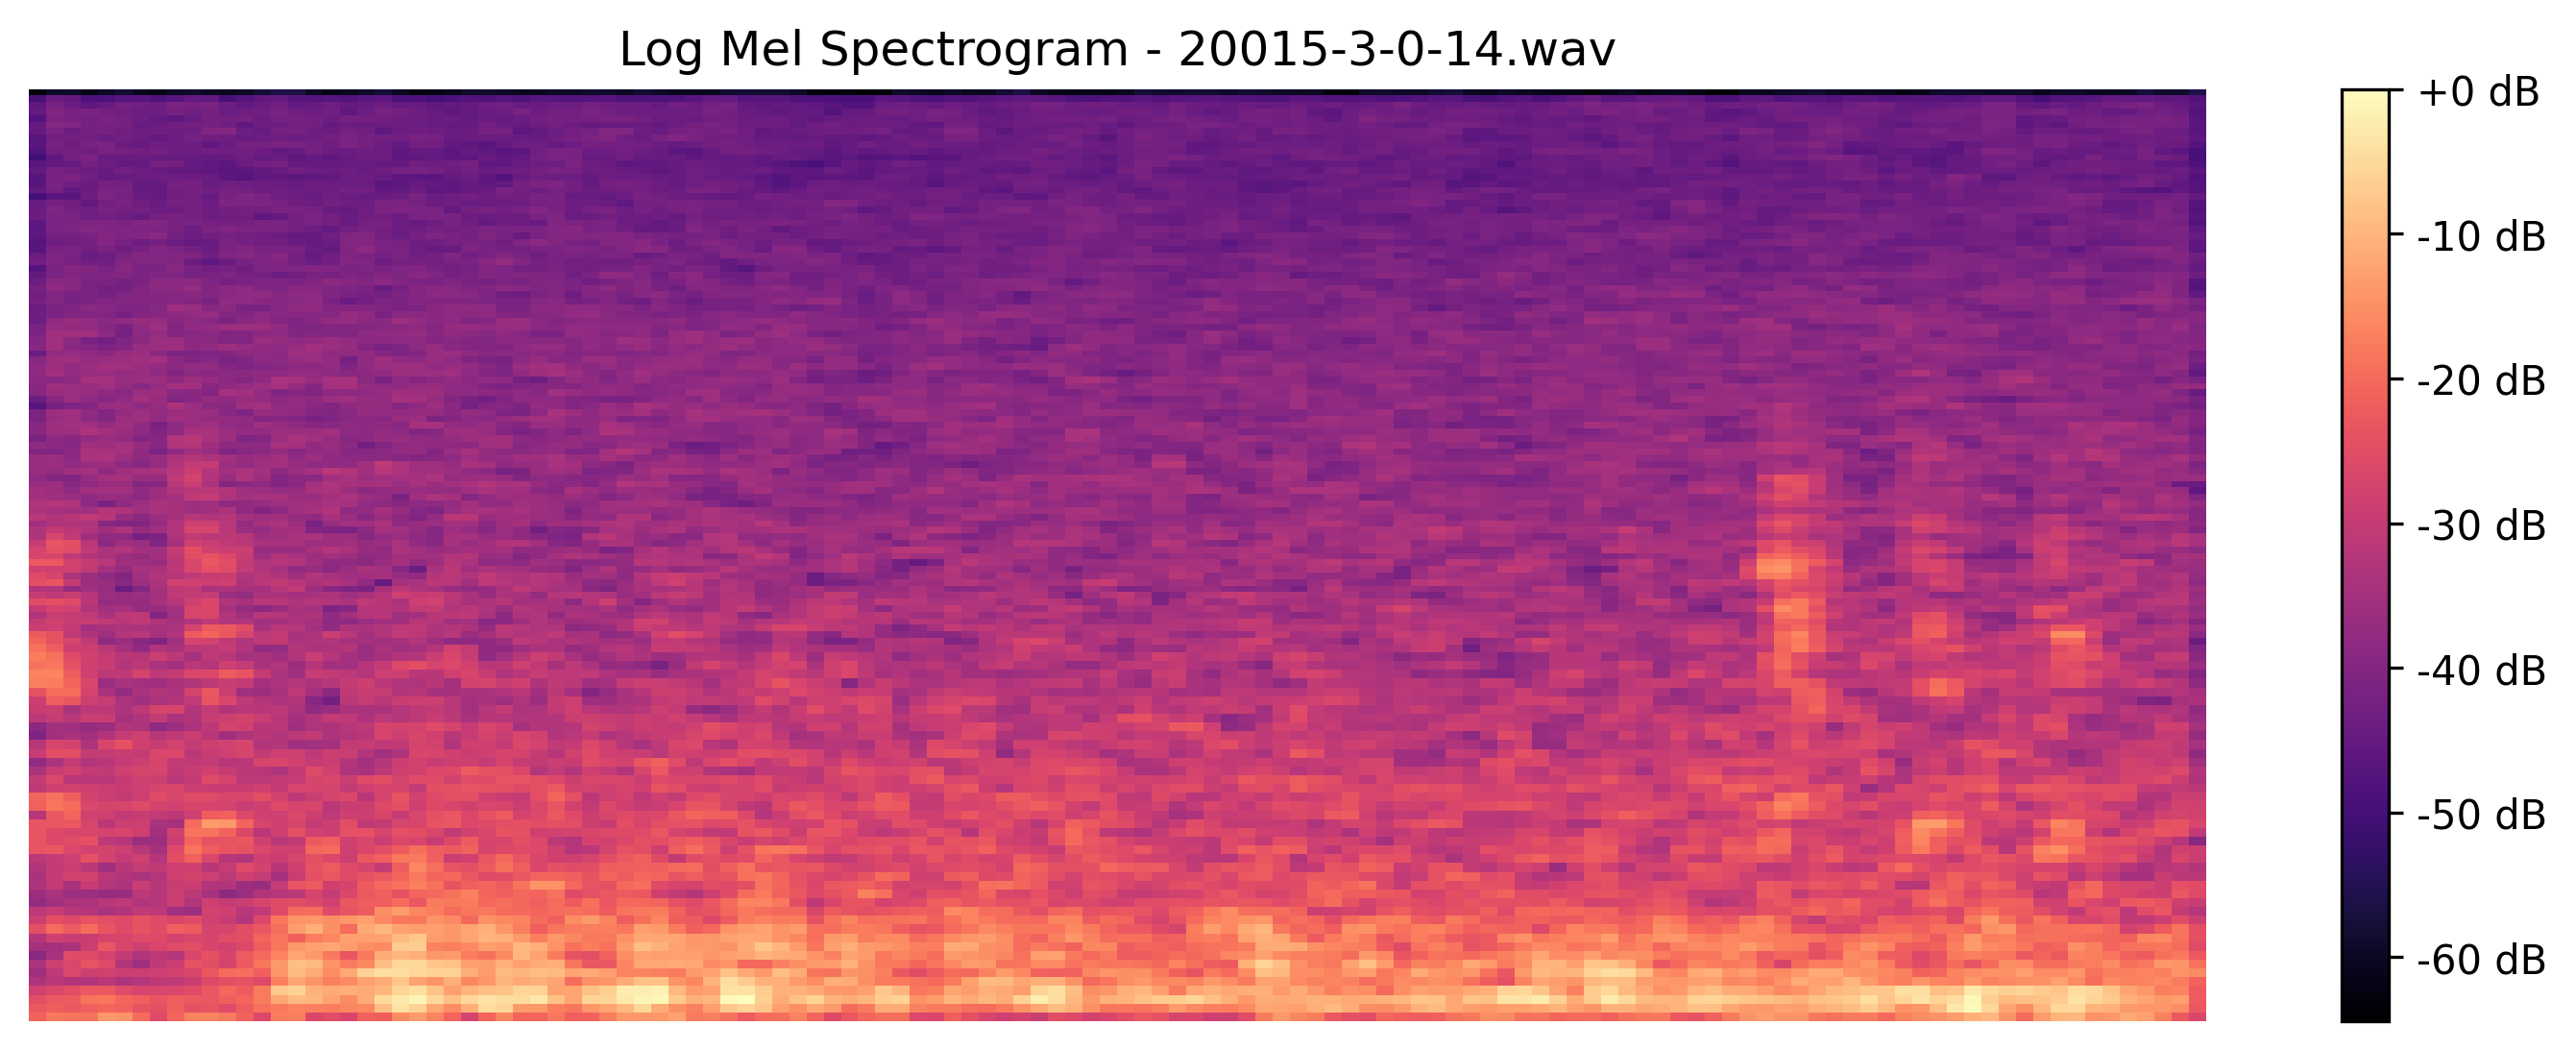 Log Mel Spectrogram - 20015-3-0-14.wav
+0 dB
-10 dB
-20 dB
-30 dB
-40 dB
-50 dB
-60 dB